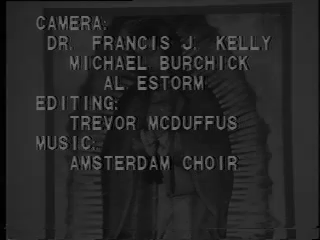 CAMERA:
DR. FRANCIS J. KELLY
MICHAEL BURCHICK
AL ESTORM
EDITING:
TREVOR MCDUFFUS
MUSIC:
AMSTERDAM CHOIR